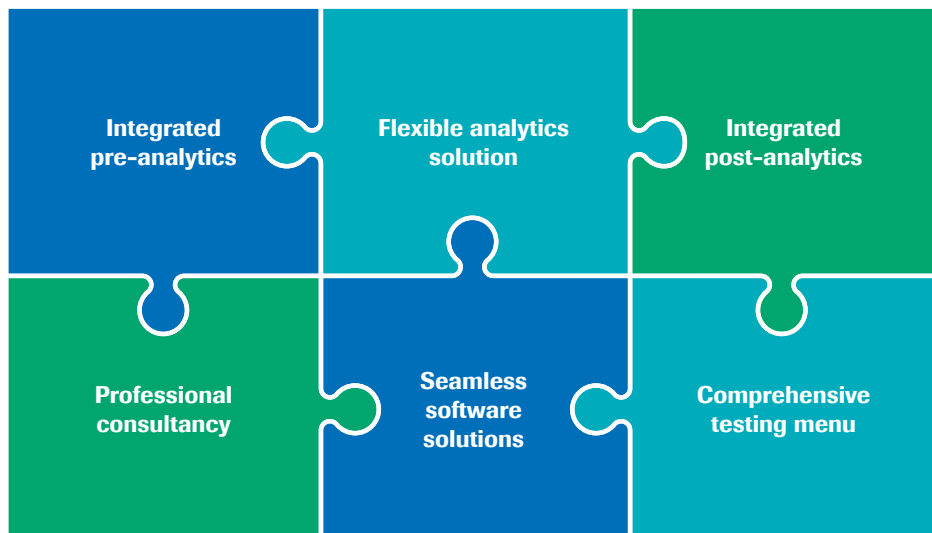 Integrated
pre-analytics
Flexible analytics
solution
Integrated
post-analytics
Professional
consultancy
Seamless
software
solutions
Comprehensive
testing menu